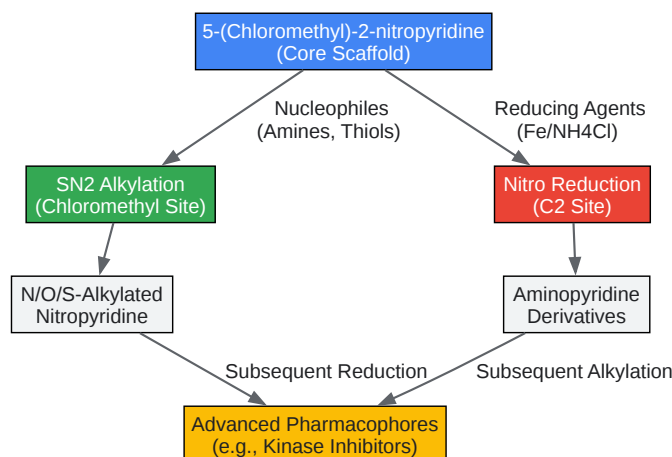 5-(Chloromethyl)-2-nitropyridine
(Core Scaffold)
Nucleophiles
(Amines, Thiols)
Reducing Agents
(Fe/NH4Cl)
SN2 Alkylation
(Chloromethyl Site)
Nitro Reduction
(C2 Site)
N/O/S-Alkylated
Nitropyridine
Aminopyridine
Derivatives
Subsequent Reduction
Subsequent Alkylation
Advanced Pharmacophores
(e.g., Kinase Inhibitors)